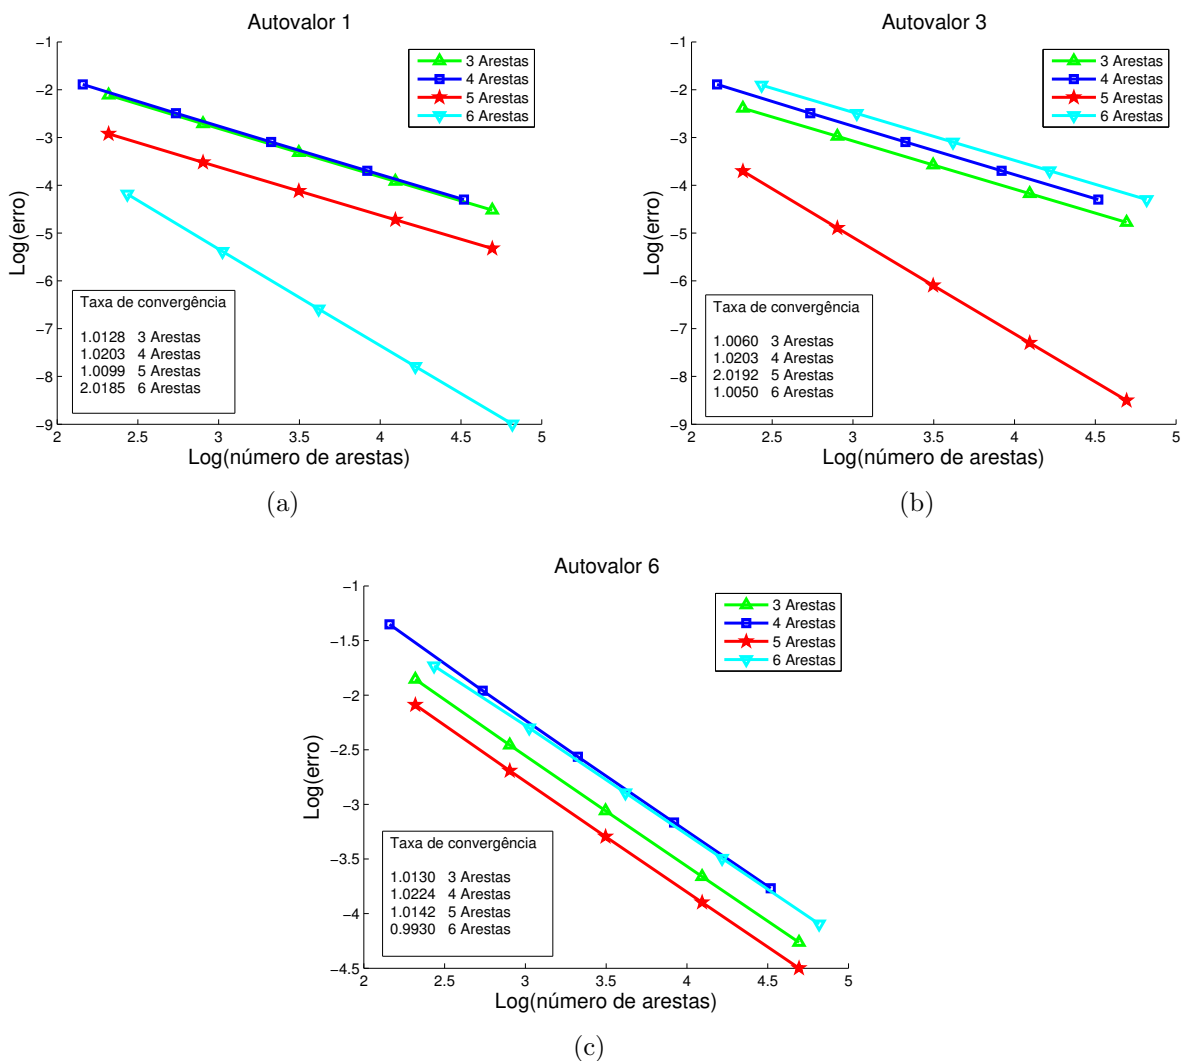 Autovalor 1
−1
−2
−3
−4
−5
−6
−7
−8
−9
Log(erro)
3 Arestas
4 Arestas
5 Arestas
6 Arestas
Taxa de convergência
1.0128 3 Arestas
1.0203 4 Arestas
1.0099 5 Arestas
2.0185 6 Arestas
2 2.5 3 3.5 4 4.5 5
Log(número de arestas)
(a)
Autovalor 3
−1
−2
−3
−4
−5
−6
−7
−8
−9
Log(erro)
3 Arestas
4 Arestas
5 Arestas
6 Arestas
Taxa de convergência
1.0060 3 Arestas
1.0203 4 Arestas
2.0192 5 Arestas
1.0050 6 Arestas
2 2.5 3 3.5 4 4.5 5
Log(número de arestas)
(b)
Autovalor 6
−1
−1.5
−2
−2.5
−3
−3.5
−4
−4.5
Log(erro)
3 Arestas
4 Arestas
5 Arestas
6 Arestas
Taxa de convergência
1.0130 3 Arestas
1.0224 4 Arestas
1.0142 5 Arestas
0.9930 6 Arestas
2 2.5 3 3.5 4 4.5 5
Log(número de arestas)
(c)